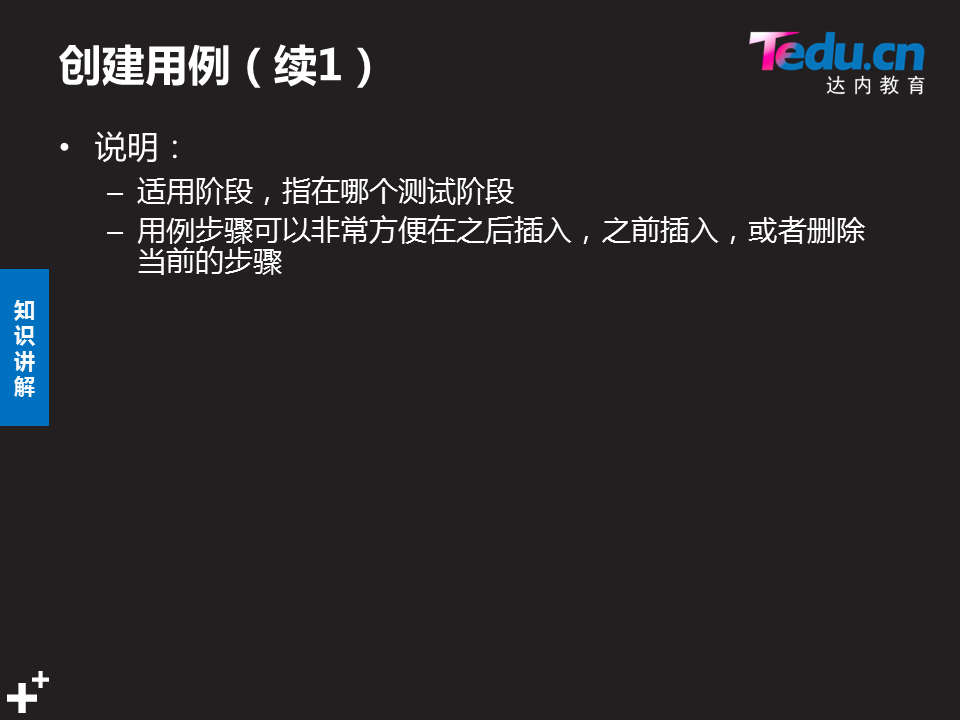 创建用例（续1）
Tedu.cn
达内教育
• 说明：
– 适用阶段，指在哪个测试阶段
– 用例步骤可以非常方便在之后插入，之前插入，或者删除
当前的步骤
知
识
讲
解